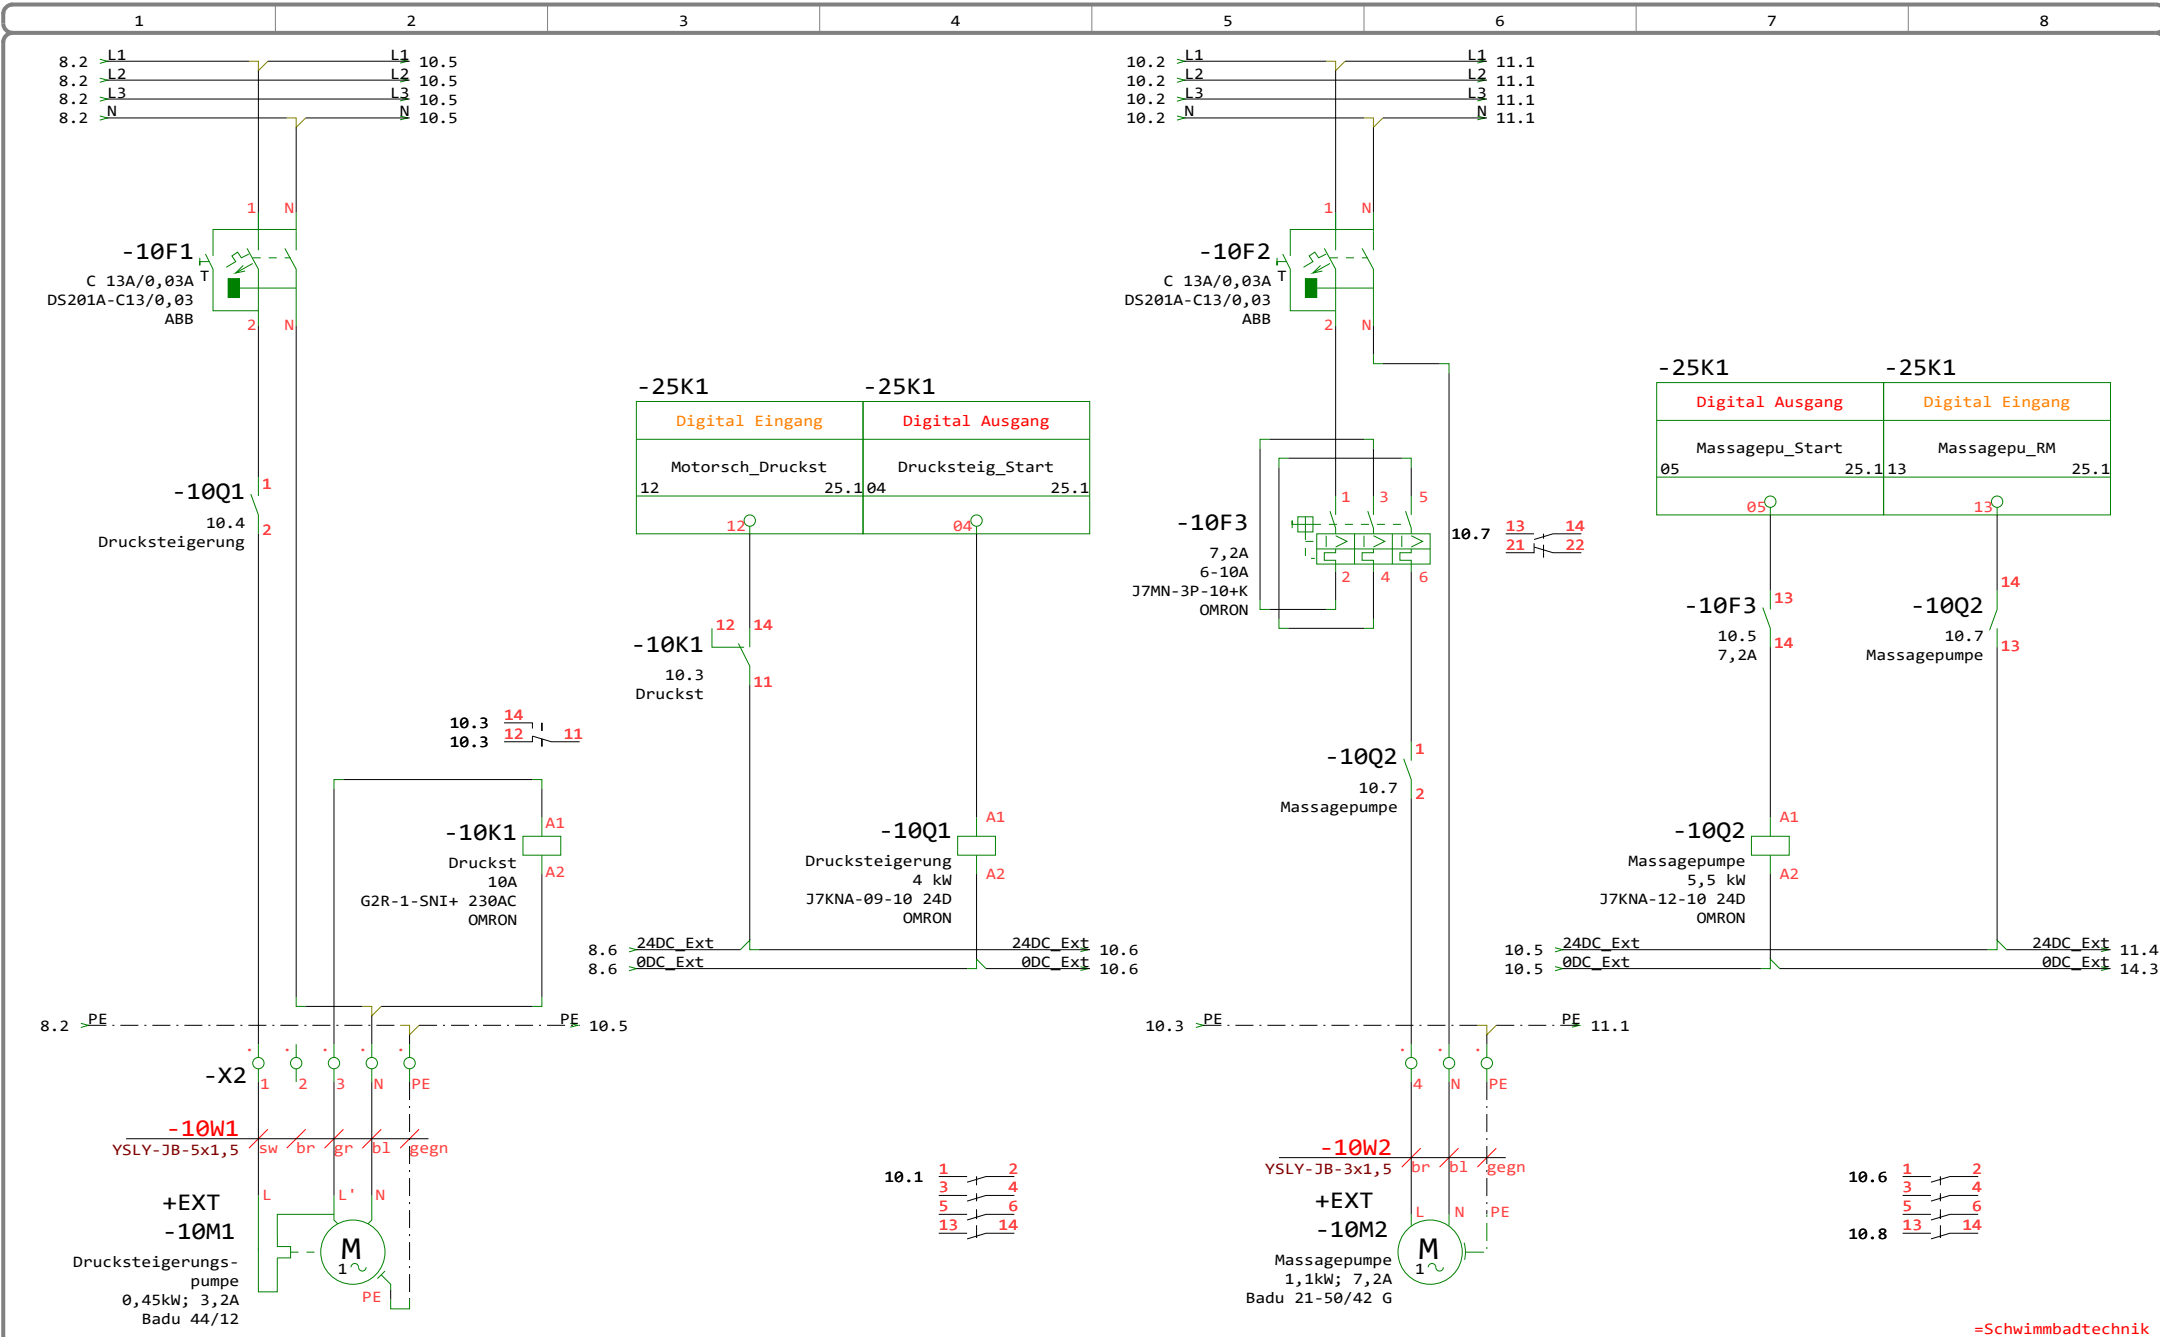 1 2 3 4 5 6 7 8
8.2 L1 L1 10.5
8.2 L2 L2 10.5
8.2 L3 L3 10.5
8.2 N N 10.5
10.2 L1 L1 11.1
10.2 L2 L2 11.1
10.2 L3 L3 11.1
10.2 N N 11.1
1 N
-10F1
T
C 13A/0,03A
DS201A-C13/0,03
ABB
2 N
1 N
-10F2
T
C 13A/0,03A
DS201A-C13/0,03
ABB
2 N
-10Q1
1
10.4
2
Drucksteigerung
-25K1 -25K1
Digital Eingang Digital Ausgang
Motorsch_Druckst Drucksteig_Start
12 25.1 04 25.1
12 04
-10K1
12 14
10.3
Druckst
11
10.3 14
10.3 12 11
-10K1
A1
Druckst
A2
10A
G2R-1-SNI+ 230AC
OMRON
-10Q1
A1
Drucksteigerung
A2
4 kW
J7KNA-09-10 24D
OMRON
8.6 24DC_Ext 24DC_Ext 10.6
8.6 0DC_Ext 0DC_Ext 10.6
8.2 PE PE 10.5
-X2
1 2 3 N PE
-10W1
YSLY-JB-5x1,5
sw br gr bl gegn
+EXT
-10M1
L L' N
M
1
PE
Drucksteigerungs-
pumpe
0,45kW; 3,2A
Badu 44/12
10.1 1 2
3 4
5 6
13 14
-10F3
1 3 5
7,2A
6-10A
J7MN-3P-10+K
OMRON
2 4 6
10.7 13 14
21 22
-25K1 -25K1
Digital Ausgang Digital Eingang
Massagepu_Start Massagepu_RM
05 25.1 13 25.1
05 13
-10F3
13
10.5
14
7,2A
-10Q2
14
10.7
13
Massagepumpe
-10Q2
1
10.7
2
Massagepumpe
-10Q2
A1
Massagepumpe
A2
5,5 kW
J7KNA-12-10 24D
OMRON
10.5 24DC_Ext 24DC_Ext 11.4
10.5 0DC_Ext 0DC_Ext 14.3
10.3 PE PE 11.1
4 N PE
-10W2
YSLY-JB-3x1,5
br bl gegn
+EXT
-10M2
L N PE
M
1
Massagepumpe
1,1kW; 7,2A
Badu 21-50/42 G
10.6 1 2
3 4
5 6
10.8 13 14
=Schwimmbadtechnik